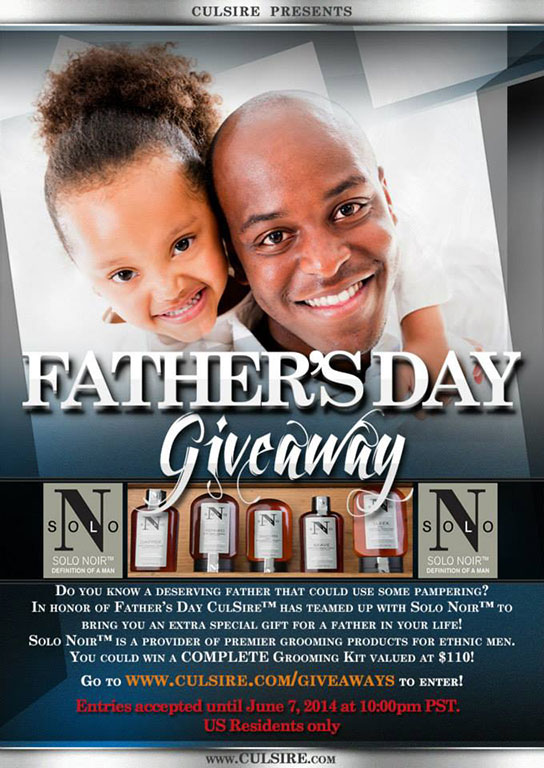 CULSIRE PRESENTS
FATHER'S DAY
Giveaway
N
SOLO
SOLO NOIR™
DEFINITION OF A MAN
N
N
N
N
N
N
SOLO
SOLO NOIR™
DEFINITION OF A MAN
DO YOU KNOW A DESERVING FATHER THAT COULD USE SOME PAMPERING?
IN HONOR OF FATHER'S DAY CULSIRE™ HAS TEAMED UP WITH SOLO NOIR™ TO
BRING YOU AN EXTRA SPECIAL GIFT FOR A FATHER IN YOUR LIFE!
SOLO NOIR™ IS A PROVIDER OF PREMIER GROOMING PRODUCTS FOR ETHNIC MEN.
YOU COULD WIN A COMPLETE GROOMING KIT VALUED AT $110!
GO TO WWW.CULSIRE.COM/GIVEAWAYS TO ENTER!
Entries accepted until June 7, 2014 at 10:00pm PST.
US Residents only
WWW.CULSIRE.COM